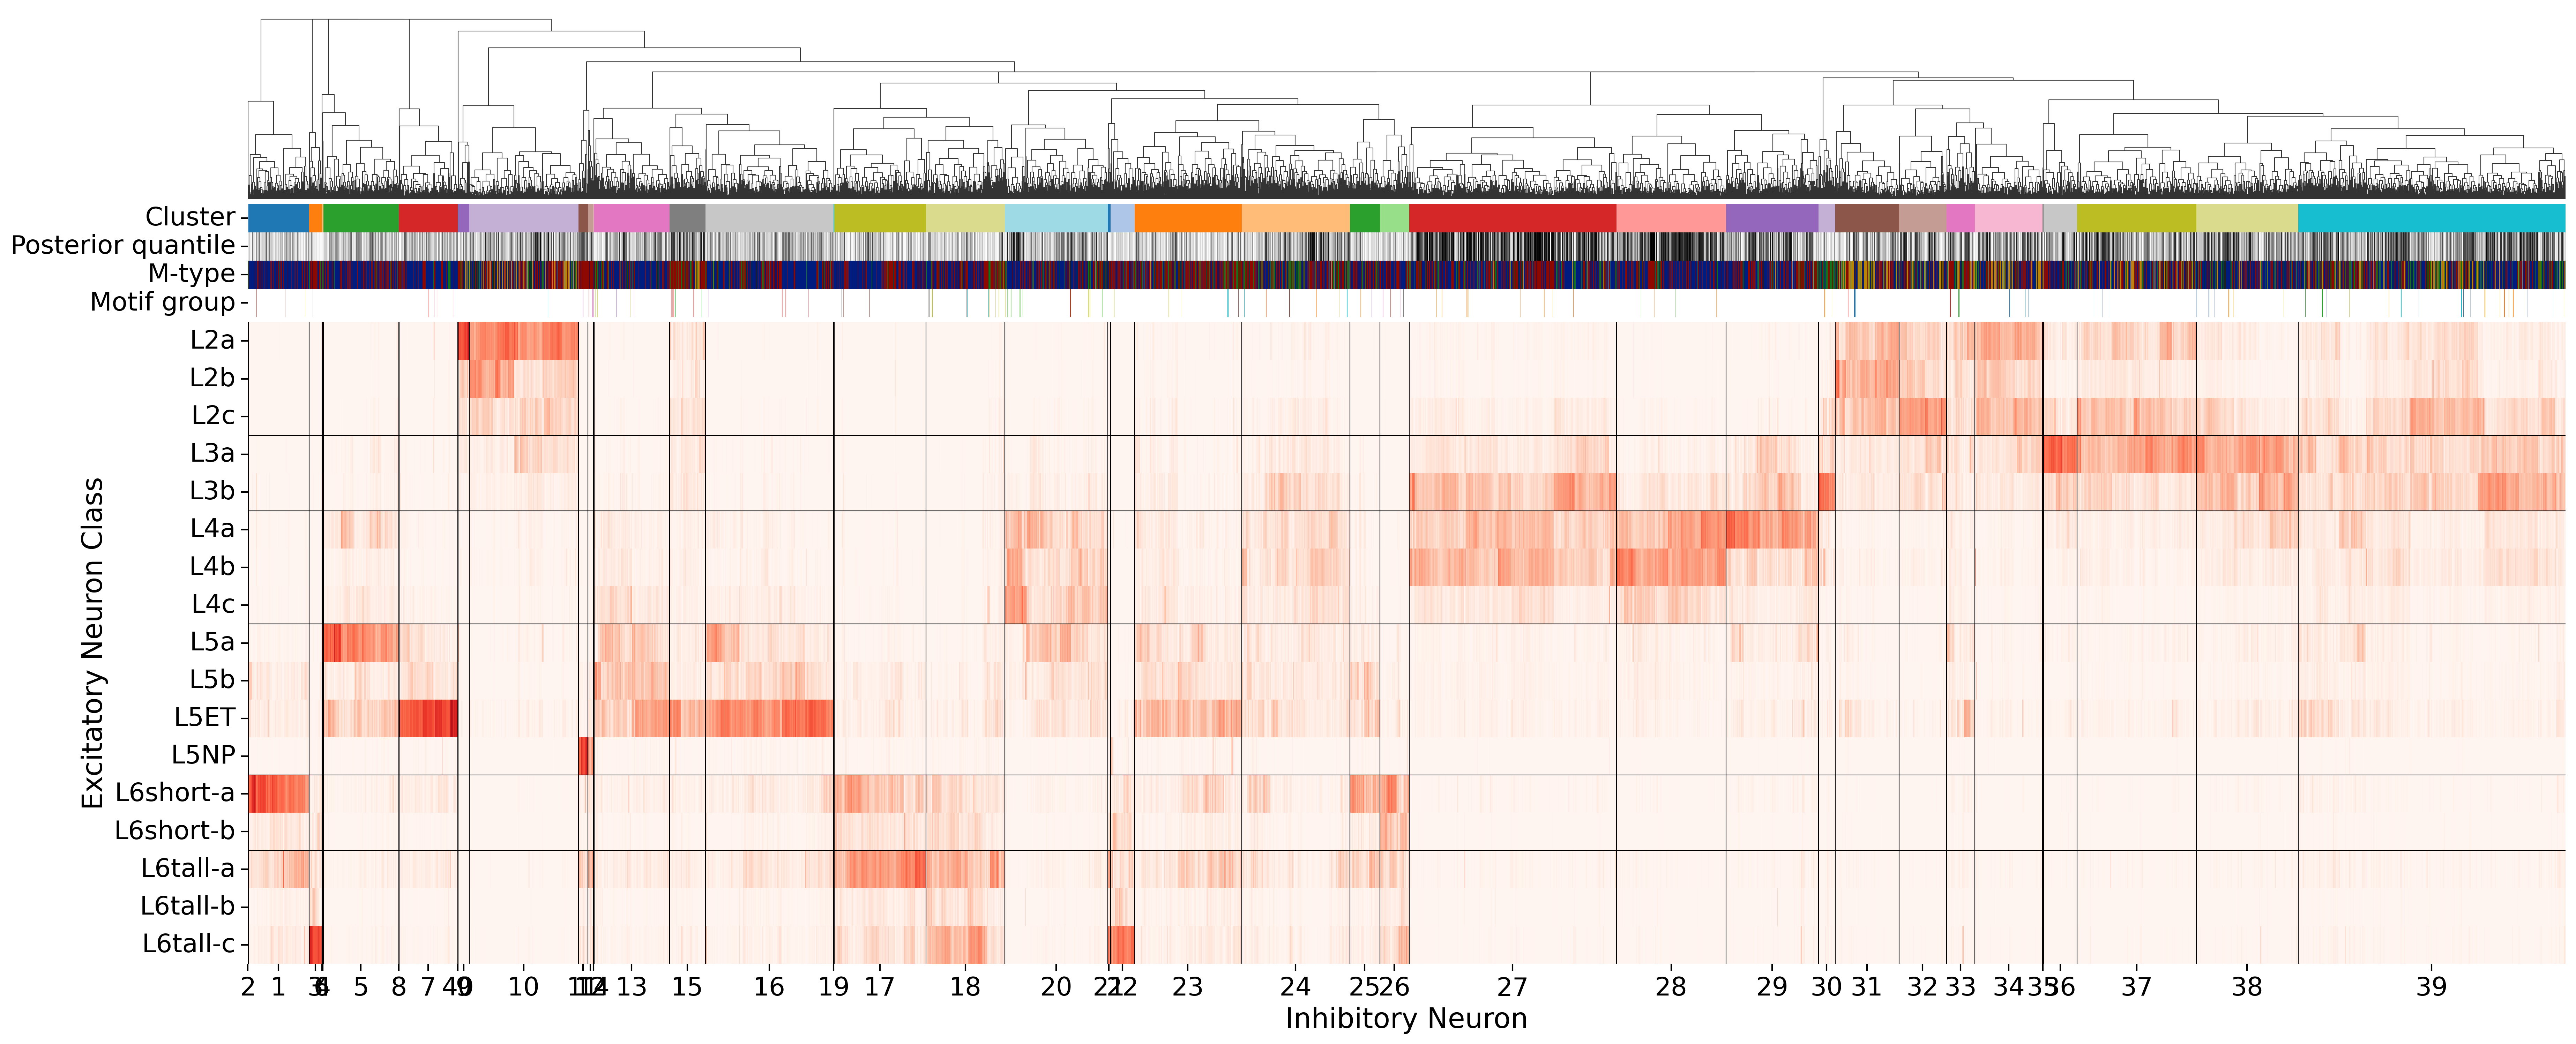 Cluster
Posterior quantile
M-type
Motif group
Excitatory Neuron Class
L2a
L2b
L2c
L3a
L3b
L4a
L4b
L4c
L5a
L5b
L5ET
L5NP
L6short-a
L6short-b
L6tall-a
L6tall-b
L6tall-c
2 1 5 8 7 10 13 15 16 19 17 18 20 22 23 24 25 26 27 28 29 30 31 32 33 34 36 37 38 39
Inhibitory Neuron